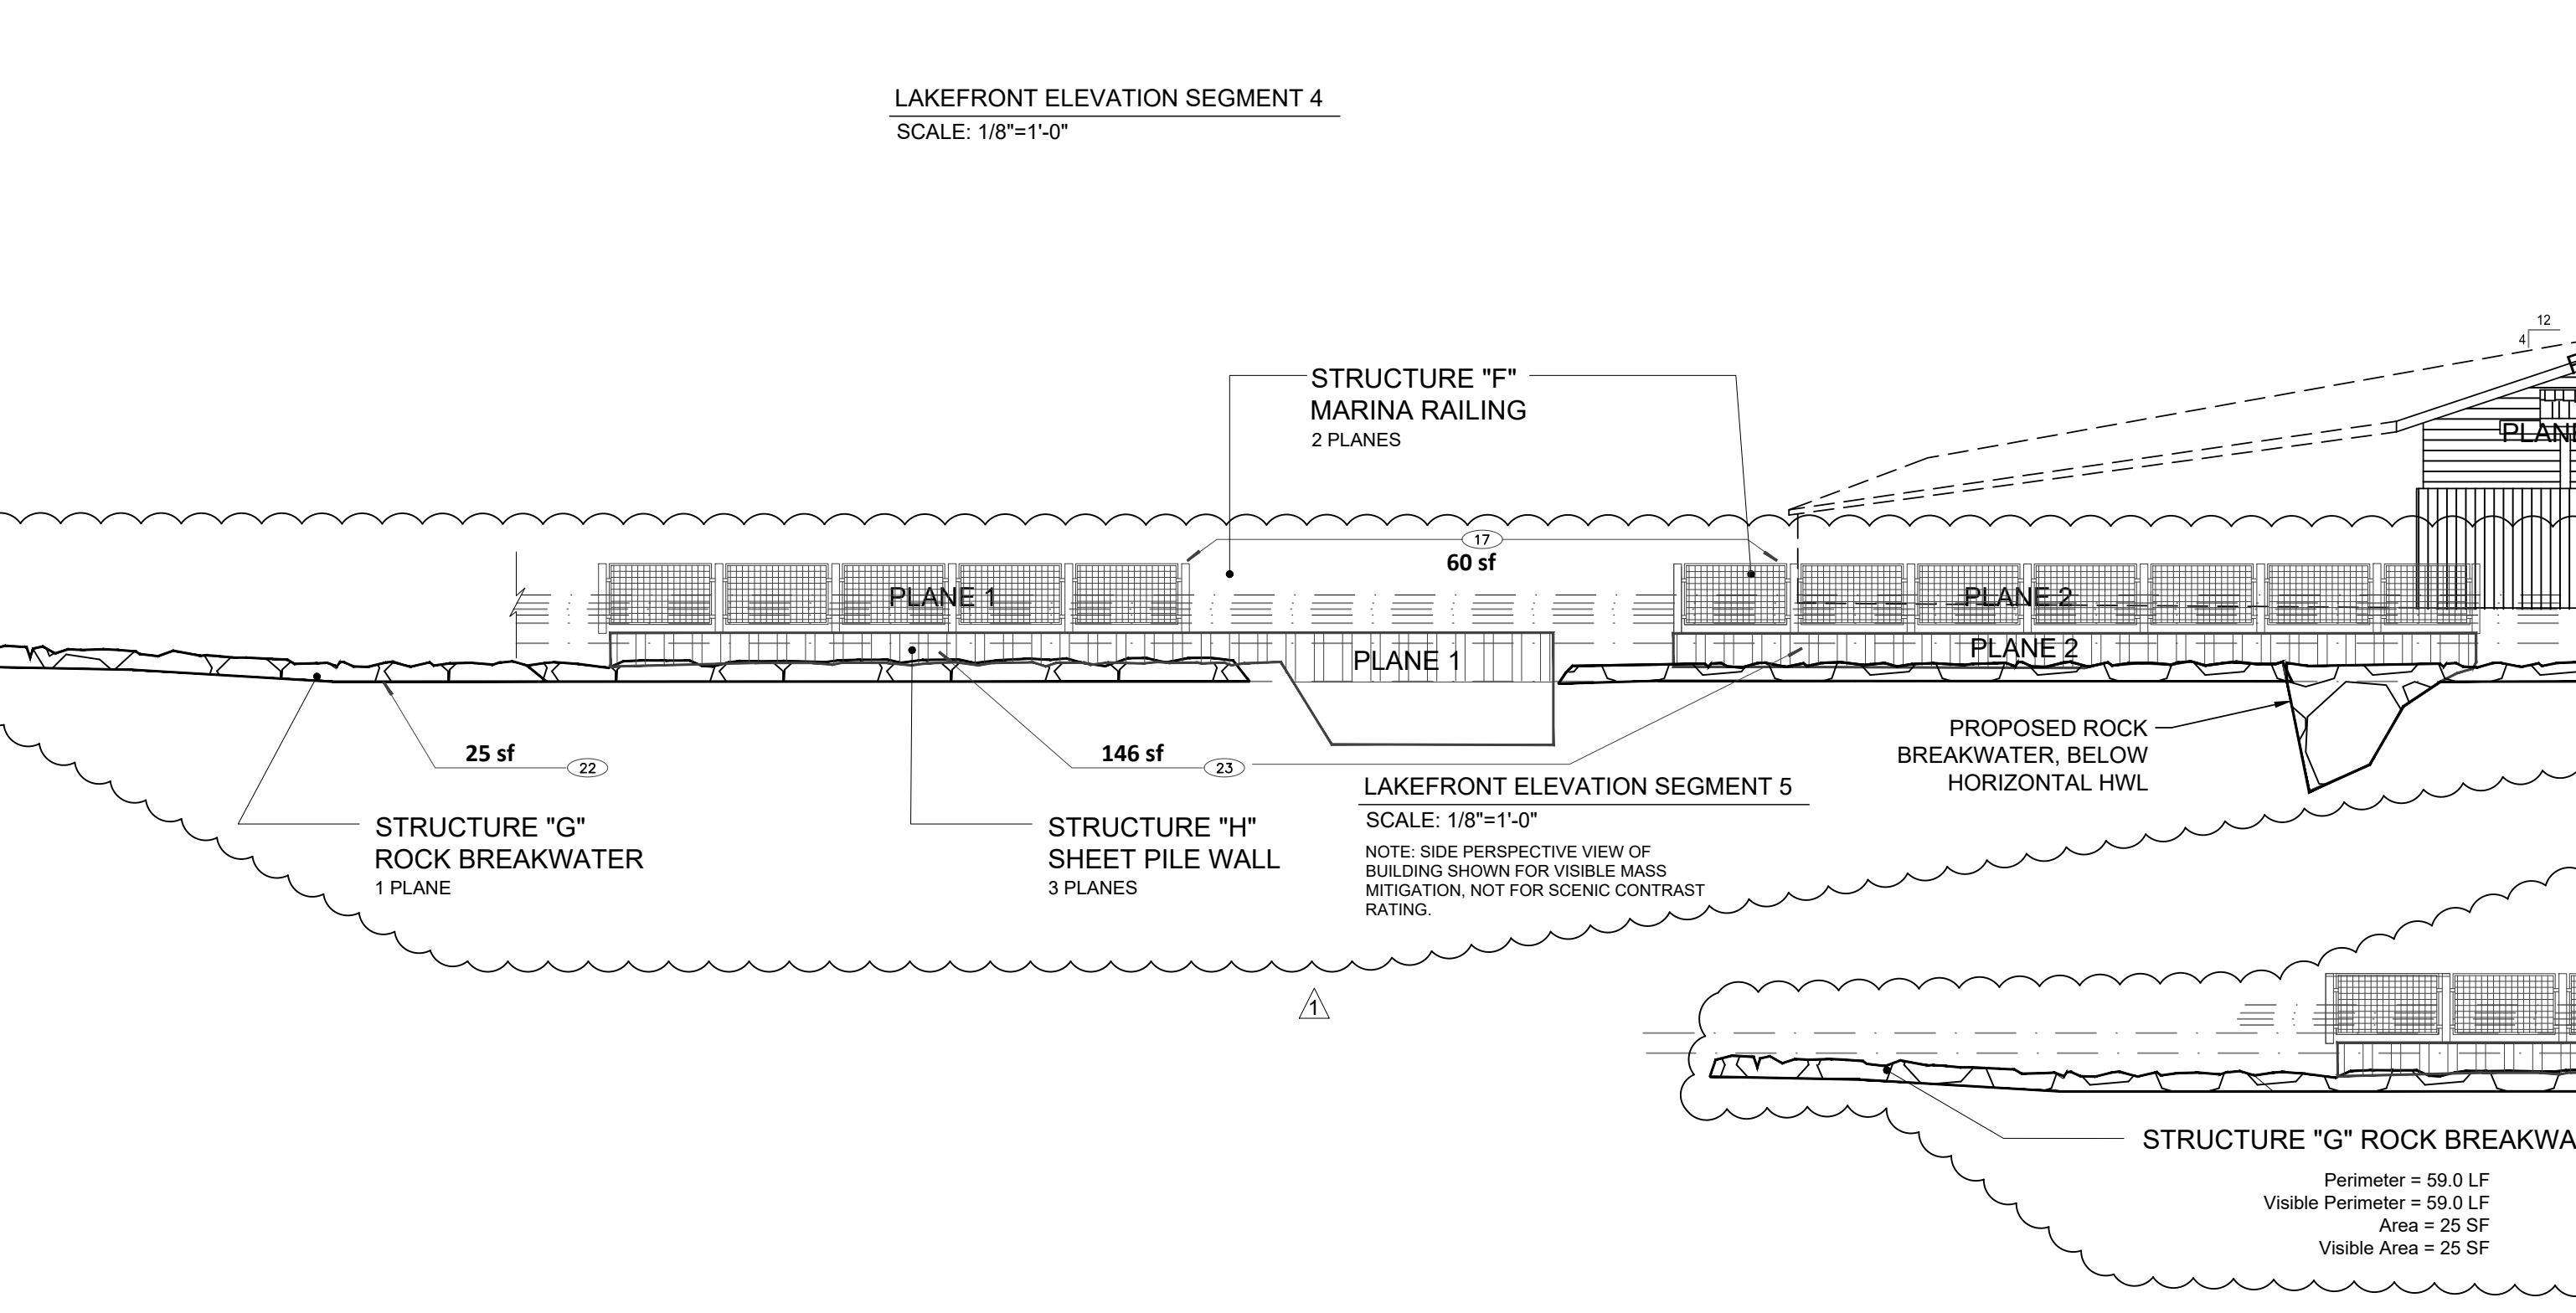 LAKEFRONT ELEVATION SEGMENT 4
SCALE: 1/8"=1'-0"
12
4
STRUCTURE "F"
MARINA RAILING
2 PLANES
17
60 sf
PLANE 1
PLANE 2
PLANE 1
PLANE 2
25 sf
22
146 sf
23
PROPOSED ROCK
BREAKWATER, BELOW
HORIZONTAL HWL
STRUCTURE "G"
ROCK BREAKWATER
1 PLANE
STRUCTURE "H"
SHEET PILE WALL
3 PLANES
LAKEFRONT ELEVATION SEGMENT 5
SCALE: 1/8"=1'-0"
NOTE: SIDE PERSPECTIVE VIEW OF
BUILDING SHOWN FOR VISIBLE MASS
MITIGATION, NOT FOR SCENIC CONTRAST
RATING.
1
STRUCTURE "G" ROCK BREAKWA
Perimeter = 59.0 LF
Visible Perimeter = 59.0 LF
Area = 25 SF
Visible Area = 25 SF